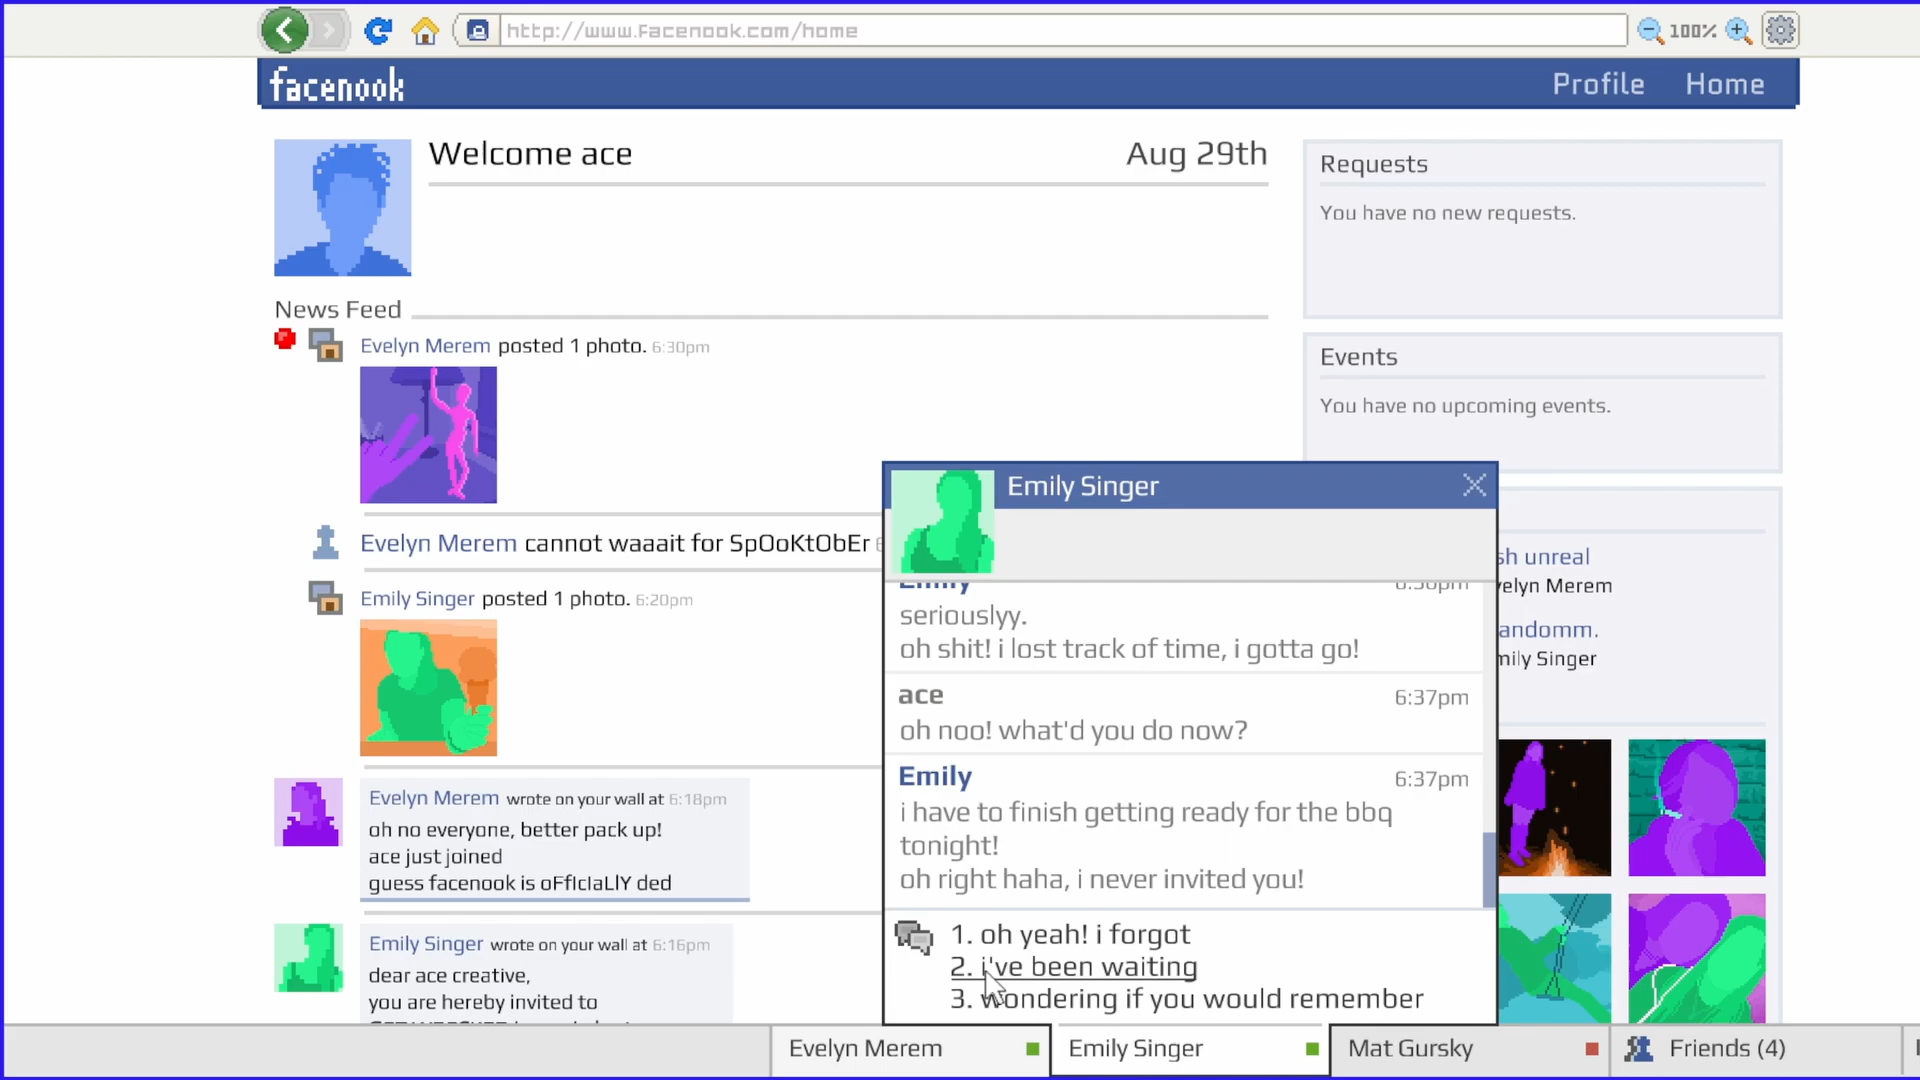 http://www.facenook.com/home
100%
facenook
Profile
Home
Welcome ace
Aug 29th
News Feed
Evelyn Merem posted 1 photo. 6:30pm
Evelyn Merem cannot waaait for SpOoKtObEr
Emily Singer posted 1 photo. 6:20pm
Evelyn Merem wrote on your wall at 6:18pm
oh no everyone, better pack up!
ace just joined
guess facenook is oFfIcIaLlY ded
Emily Singer wrote on your wall at 6:16pm
dear ace creative,
you are hereby invited to
Requests
You have no new requests.
Events
You have no upcoming events.
unreal
Merem
Singer
Emily Singer
Emily
seriouslyy.
oh shit! i lost track of time, i gotta go!
ace 6:37pm
oh noo! what'd you do now?
Emily 6:37pm
i have to finish getting ready for the bbq
tonight!
oh right haha, i never invited you!
1. oh yeah! i forgot
2. i've been waiting
3. wondering if you would remember
Evelyn Merem
Emily Singer
Mat Gursky
Friends (4)